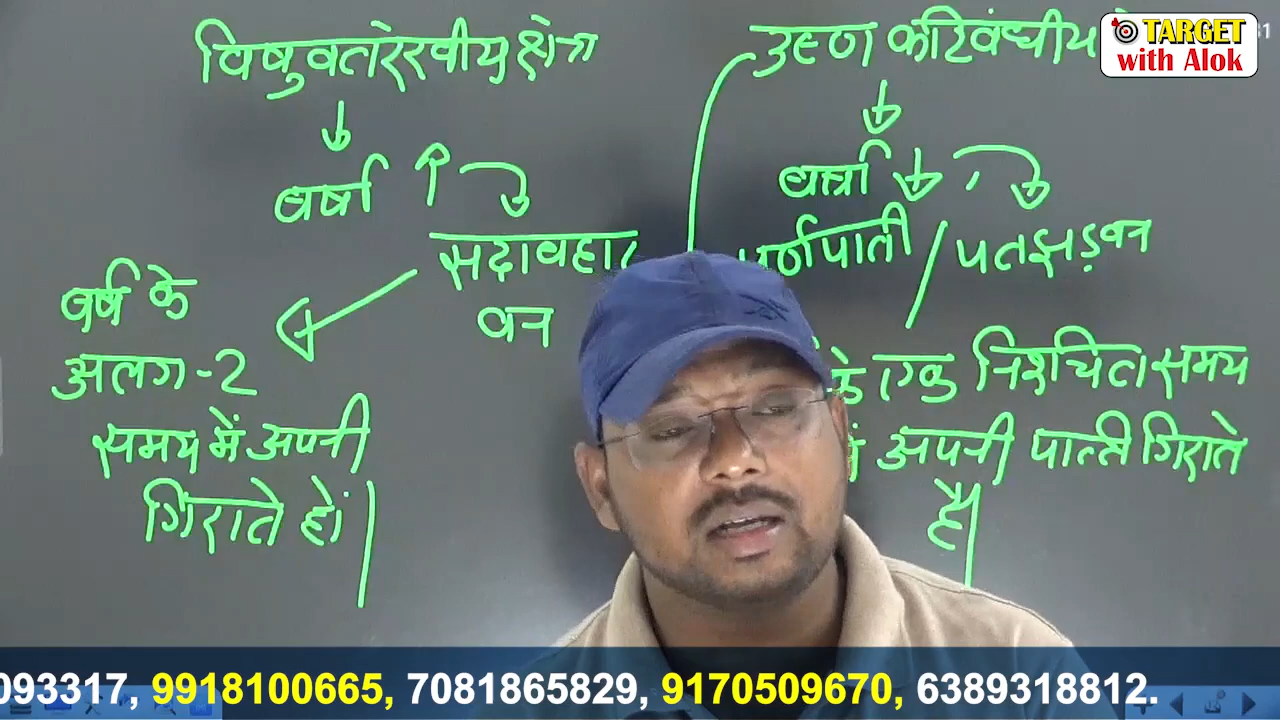 विषुवतरेखीय क्षेत्र
वर्षा
सदाबहार
वन
वर्ष के
अलग-2
समय में अपनी
गिराते हैं।
उष्ण कटिबंधीय
वर्षा
पर्णपाती / पतझड़ वन
के एक निश्चित समय
अपनी पात्ती गिराते
है।
TARGET
with Alok
093317, 9918100665, 7081865829, 9170509670, 6389318812.